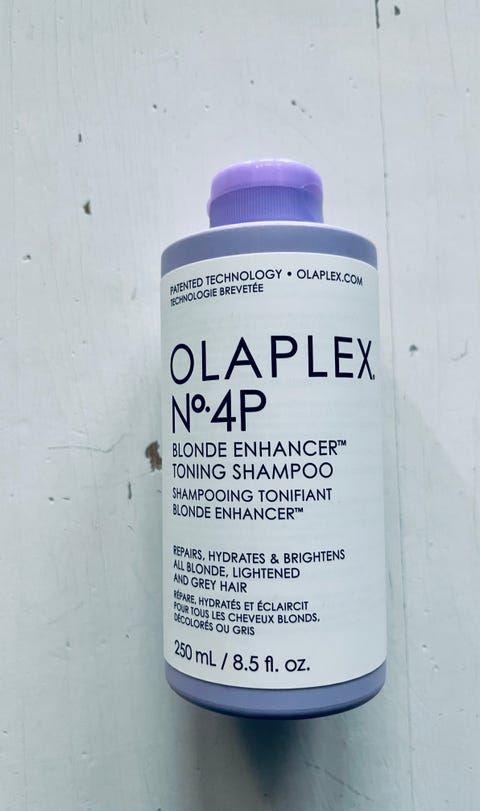 PATENTED TECHNOLOGY • OLAPLEX.COM
TECHNOLOGIE BREVETÉE
OLAPLEX.
Nº.4P
BLONDE ENHANCER™
TONING SHAMPOO
SHAMPOOING TONIFIANT
BLONDE ENHANCER™
REPAIRS, HYDRATES & BRIGHTENS
ALL BLONDE, LIGHTENED
AND GREY HAIR
RÉPARE, HYDRATÉS ET ÉCLAIRCIT
POUR TOUS LES CHEVEUX BLONDS,
DÉCOLORÉS OU GRIS
250 mL / 8.5 fl. oz.